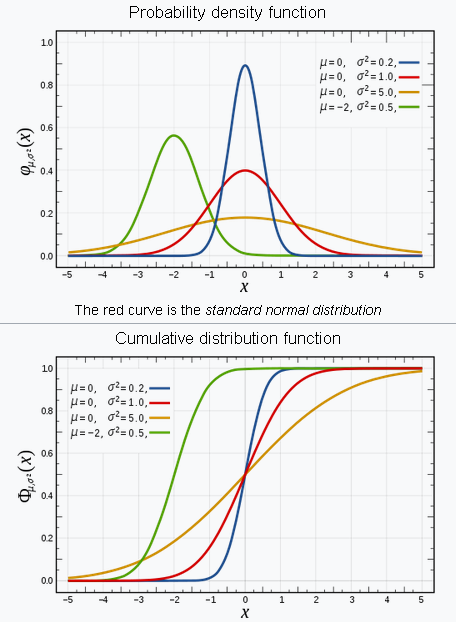 Probability density function
φμ,σ²(x)
1.0
0.8
0.6
0.4
0.2
0.0
μ=0, σ²=0.2,
μ=0, σ²=1.0,
μ=0, σ²=5.0,
μ=−2, σ²=0.5,
−5 −4 −3 −2 −1 0 1 2 3 4 5
x
The red curve is the standard normal distribution
Cumulative distribution function
Φμ,σ²(x)
1.0
0.8
0.6
0.4
0.2
0.0
μ=0, σ²=0.2,
μ=0, σ²=1.0,
μ=0, σ²=5.0,
μ=−2, σ²=0.5,
−5 −4 −3 −2 −1 0 1 2 3 4 5
x